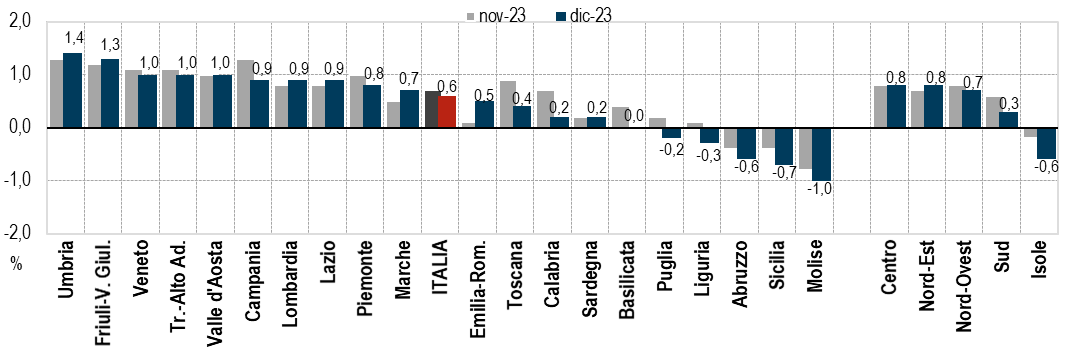 nov-23 dic-23
2,0
1,0
0,0
-1,0
-2,0
%
1,4 1,3 1,0 1,0 1,0 0,9 0,9 0,9 0,8 0,7 0,6 0,5 0,4 0,2 0,2 0,0 -0,2 -0,3 -0,6 -0,7 -1,0 0,8 0,8 0,7 0,3 -0,6
Umbria
Friuli-V. Giul.
Veneto
Tr.-Alto Ad.
Valle d'Aosta
Campania
Lombardia
Lazio
Piemonte
Marche
ITALIA
Emilia-Rom.
Toscana
Calabria
Sardegna
Basilicata
Puglia
Liguria
Abruzzo
Sicilia
Molise
Centro
Nord-Est
Nord-Ovest
Sud
Isole